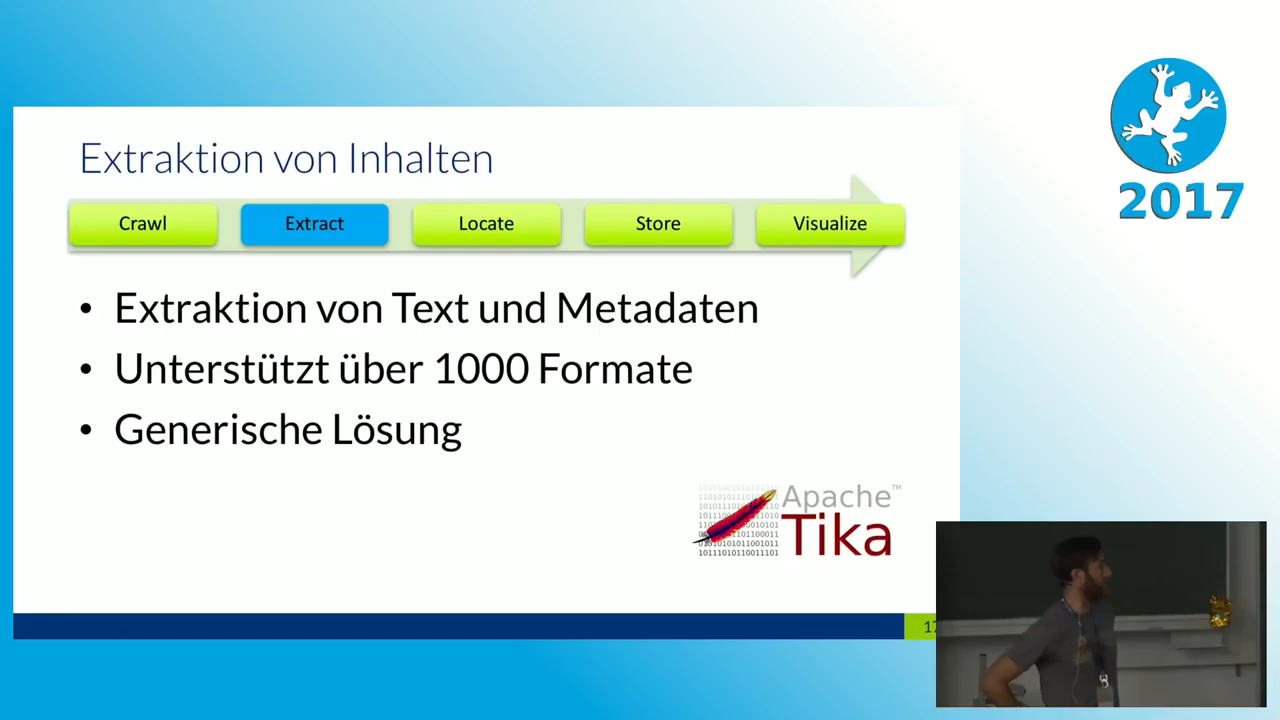 2017
Extraktion von Inhalten
Crawl
Extract
Locate
Store
Visualize
• Extraktion von Text und Metadaten
• Unterstützt über 1000 Formate
• Generische Lösung
Apache™
Tika